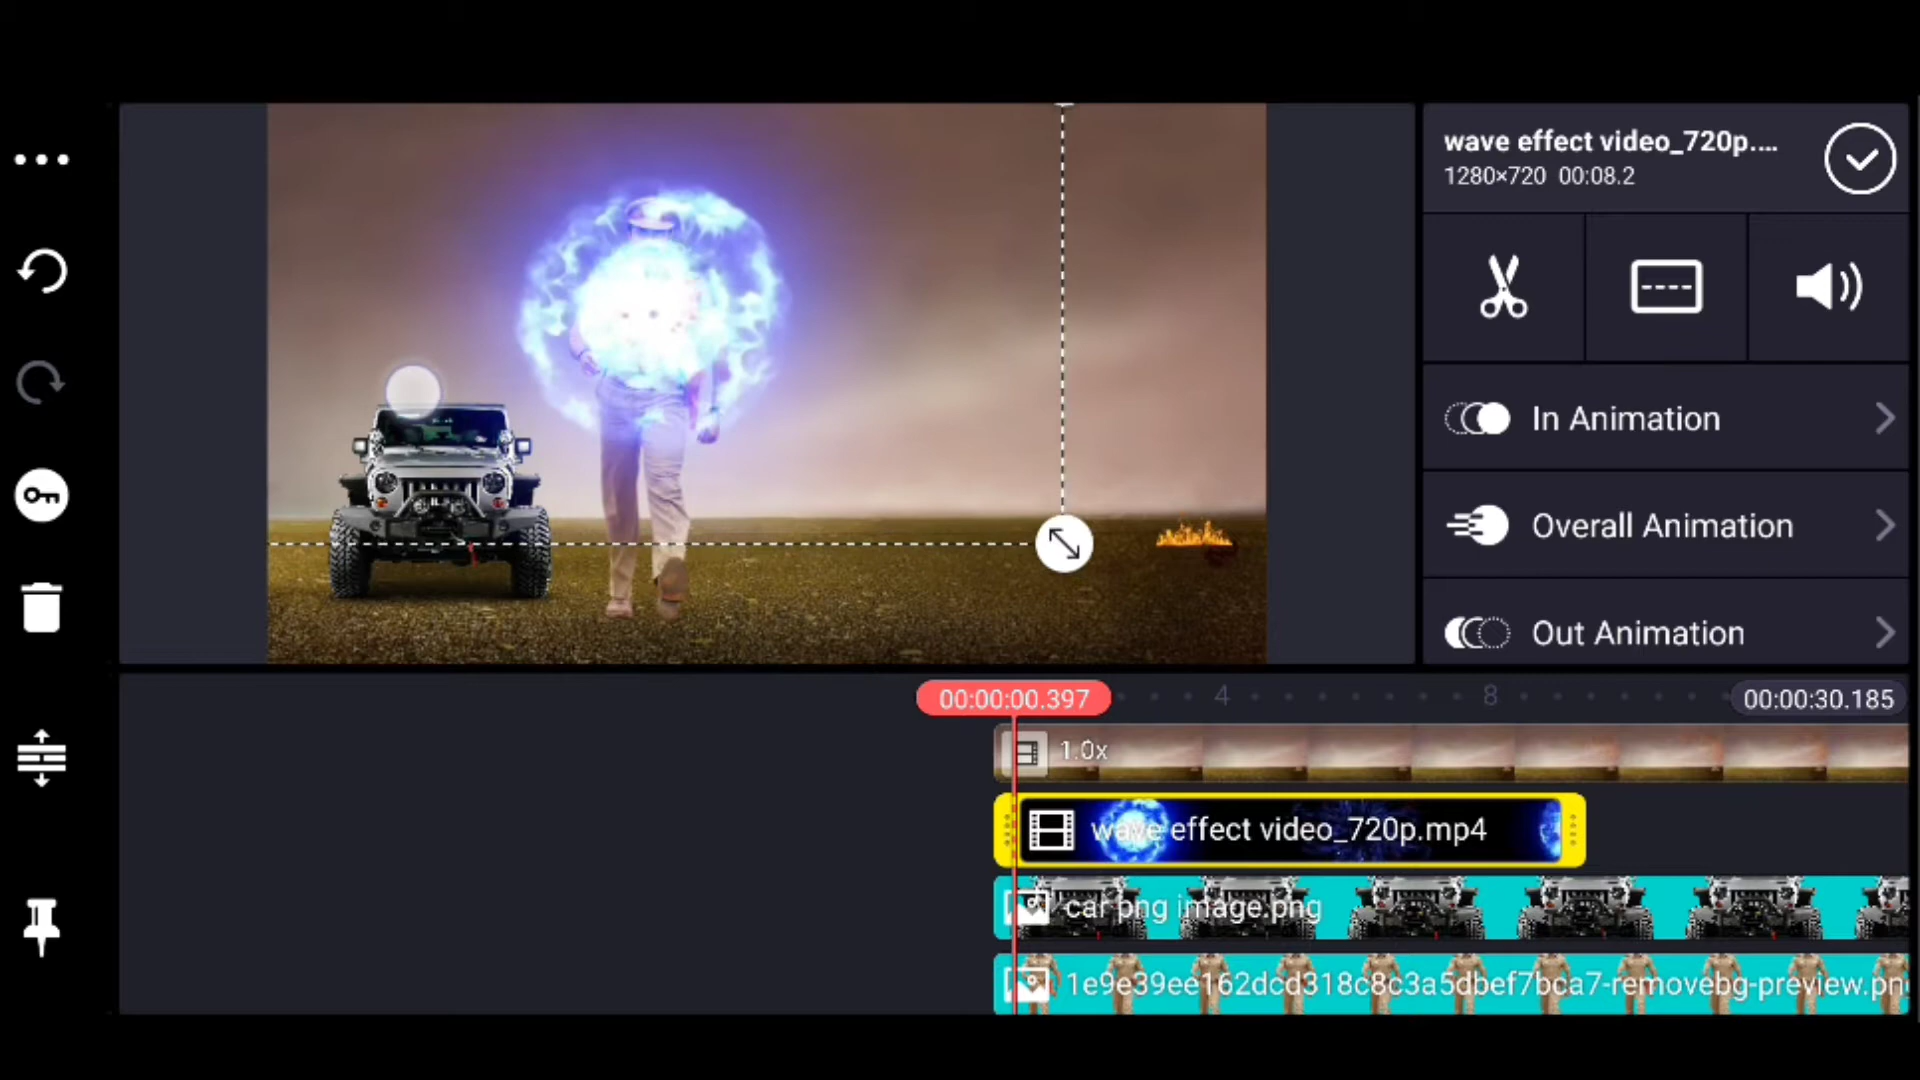 wave effect video_720p....
1280×720 00:08.2
In Animation
Overall Animation
Out Animation
00:00:00.397
4
8
00:00:30.185
1.0x
wave effect video_720p.mp4
car png image.png
1e9e39ee162dcd318c8c3a5dbef7bca7-removebg-preview.pn